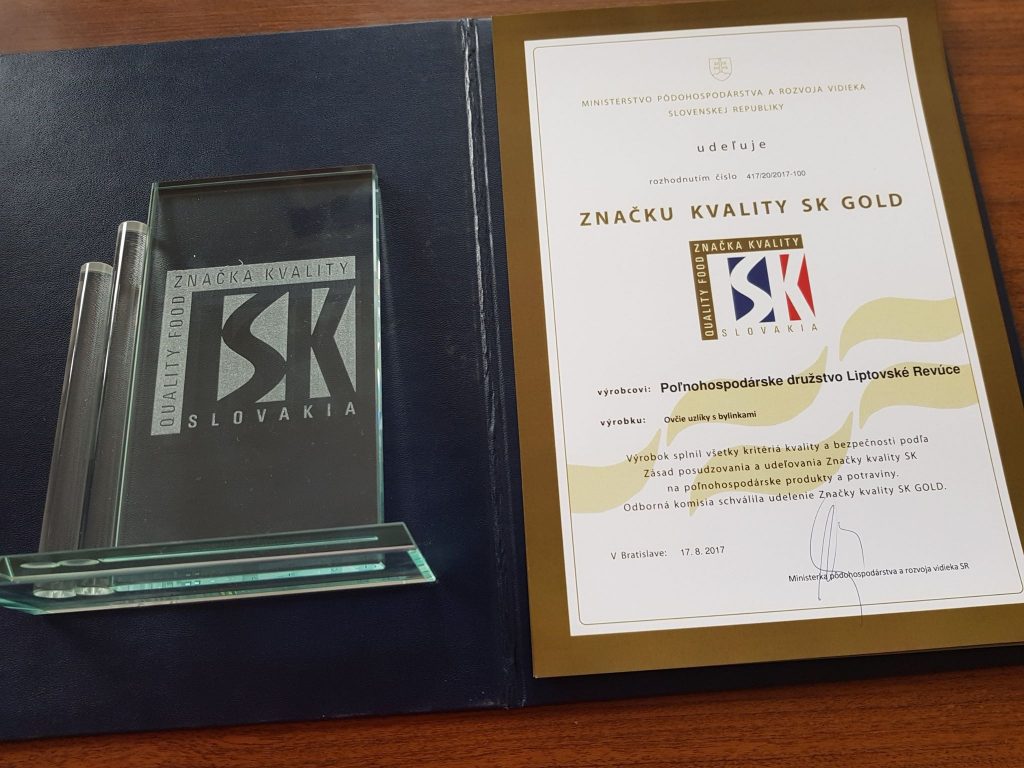 ZNAČKA KVALITY
QUALITY FOOD
SK
SLOVAKIA
MINISTERSTVO PÔDOHOSPODÁRSTVA A ROZVOJA VIDIEKA
SLOVENSKEJ REPUBLIKY
udeľuje
rozhodnutím číslo 417/20/2017-100
ZNAČKU KVALITY SK GOLD
ZNAČKA KVALITY
QUALITY FOOD
SK
SLOVAKIA
výrobcovi: Poľnohospodárske družstvo Liptovské Revúce
výrobku: Ovčie uzlíky s bylinkami
Výrobok splnil všetky kritériá kvality a bezpečnosti podľa
Zásad posudzovania a udeľovania Značky kvality SK
na poľnohospodárske produkty a potraviny.
Odborná komisia schválila udelenie Značky kvality SK GOLD.
V Bratislave: 17. 8. 2017
Ministerka pôdohospodárstva a rozvoja vidieka SR